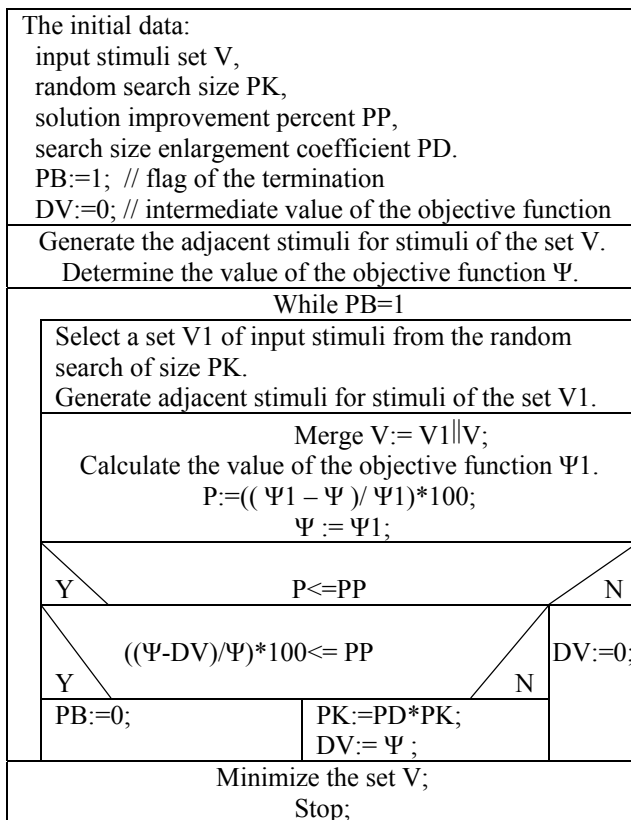 The initial data:
input stimuli set V,
random search size PK,
solution improvement percent PP,
search size enlargement coefficient PD.
PB:=1; // flag of the termination
DV:=0; // intermediate value of the objective function
Generate the adjacent stimuli for stimuli of the set V.
Determine the value of the objective function Ψ.
While PB=1
Select a set V1 of input stimuli from the random
search of size PK.
Generate adjacent stimuli for stimuli of the set V1.
Merge V:= V1||V;
Calculate the value of the objective function Ψ1.
P:=(( Ψ1 – Ψ )/ Ψ1)*100;
Ψ := Ψ1;
Y P<=PP N
((Ψ-DV)/Ψ)*100<= PP DV:=0;
Y N
PB:=0; PK:=PD*PK;
DV:= Ψ ;
Minimize the set V;
Stop;